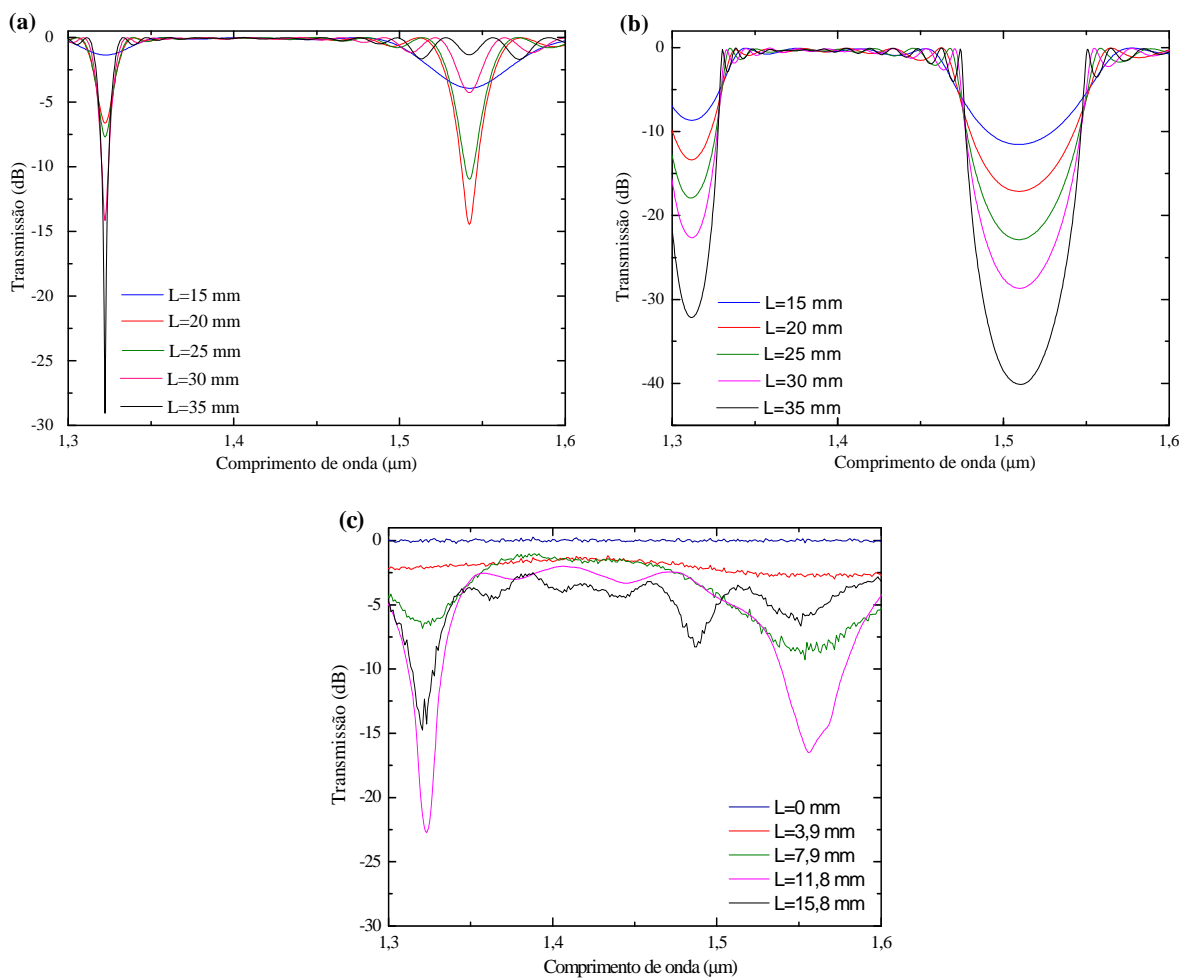 (a)
0
-5
-10
-15
-20
-25
-30
Transmissão (dB)
L=15 mm
L=20 mm
L=25 mm
L=30 mm
L=35 mm
1,3
1,4
1,5
1,6
Comprimento de onda (μm)
(b)
0
-10
-20
-30
-40
Transmissão (dB)
L=15 mm
L=20 mm
L=25 mm
L=30 mm
L=35 mm
1,3
1,4
1,5
1,6
Comprimento de onda (μm)
(c)
0
-5
-10
-15
-20
-25
-30
Transmissão (dB)
L=0 mm
L=3,9 mm
L=7,9 mm
L=11,8 mm
L=15,8 mm
1,3
1,4
1,5
1,6
Comprimento de onda (μm)